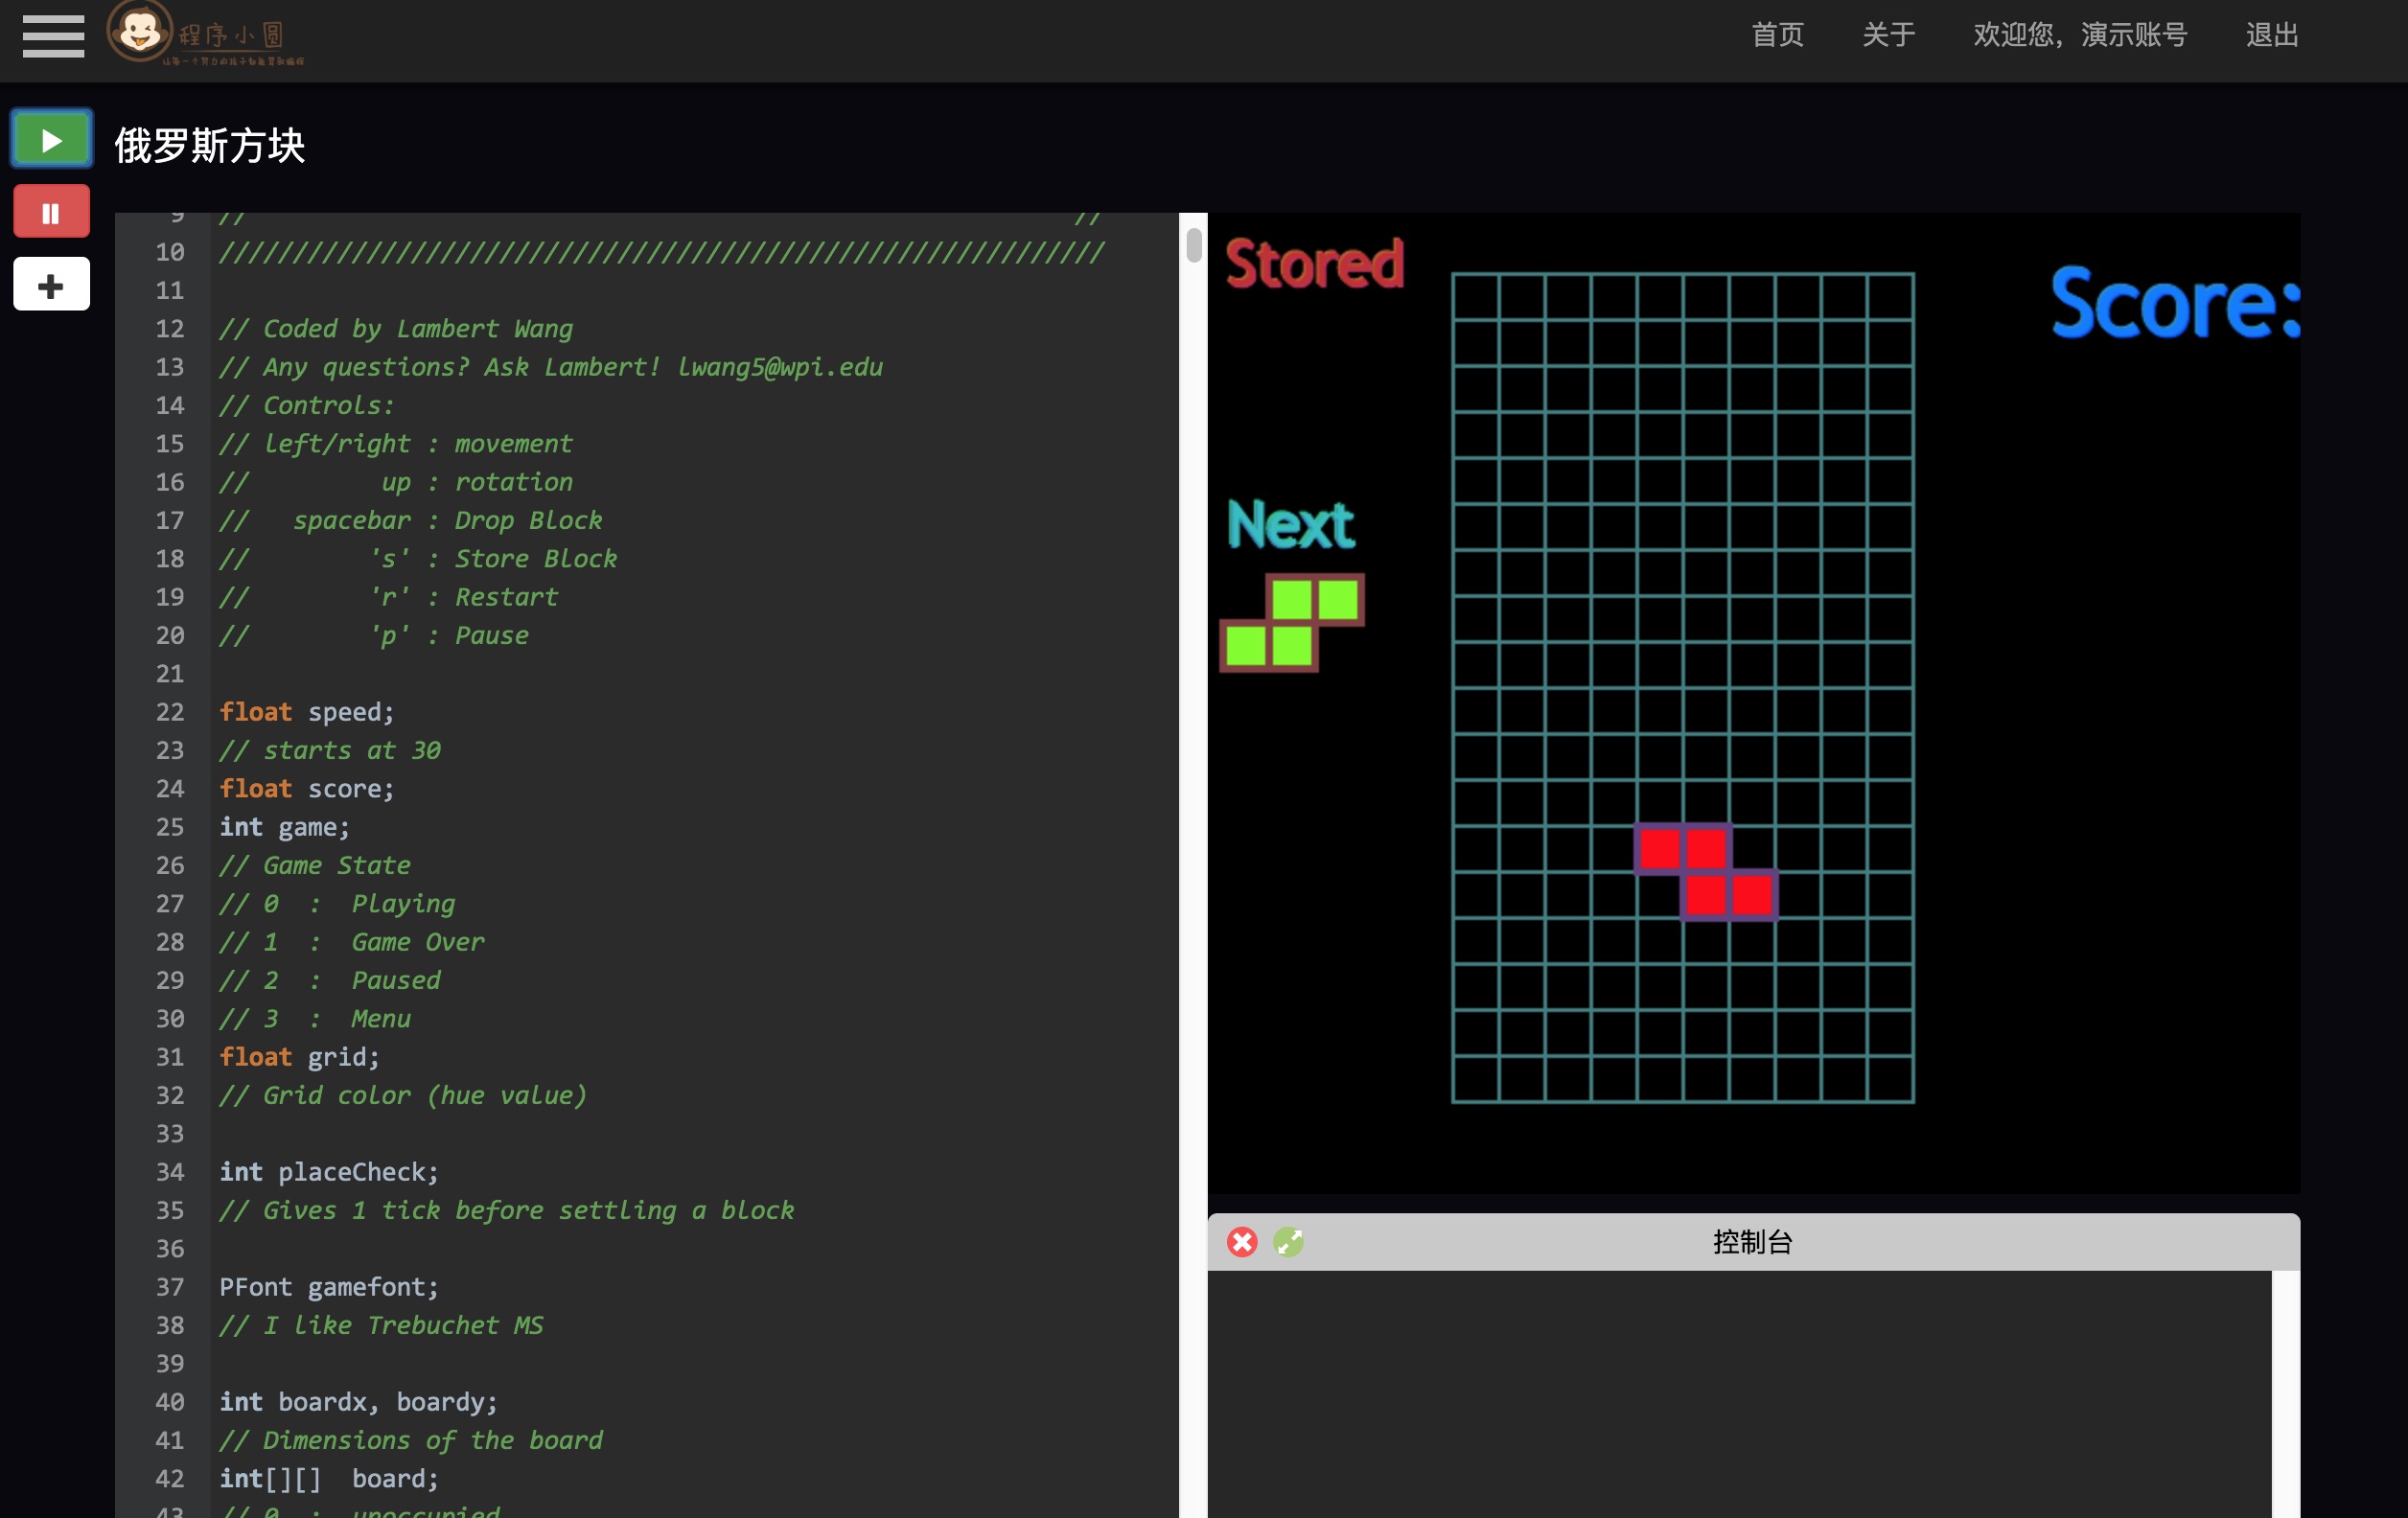 程序小圆
首页 关于 欢迎您，演示账号 退出
俄罗斯方块
9 // //
10 ////////////////////////////////////////////////////////////
11
12 // Coded by Lambert Wang
13 // Any questions? Ask Lambert! lwang5@wpi.edu
14 // Controls:
15 // left/right : movement
16 //         up : rotation
17 //   spacebar : Drop Block
18 //        's' : Store Block
19 //        'r' : Restart
20 //        'p' : Pause
21
22 float speed;
23 // starts at 30
24 float score;
25 int game;
26 // Game State
27 // 0  :  Playing
28 // 1  :  Game Over
29 // 2  :  Paused
30 // 3  :  Menu
31 float grid;
32 // Grid color (hue value)
33
34 int placeCheck;
35 // Gives 1 tick before settling a block
36
37 PFont gamefont;
38 // I like Trebuchet MS
39
40 int boardx, boardy;
41 // Dimensions of the board
42 int[][]  board;
43 // 0  :  unoccupied
Stored
Score:
Next
控制台